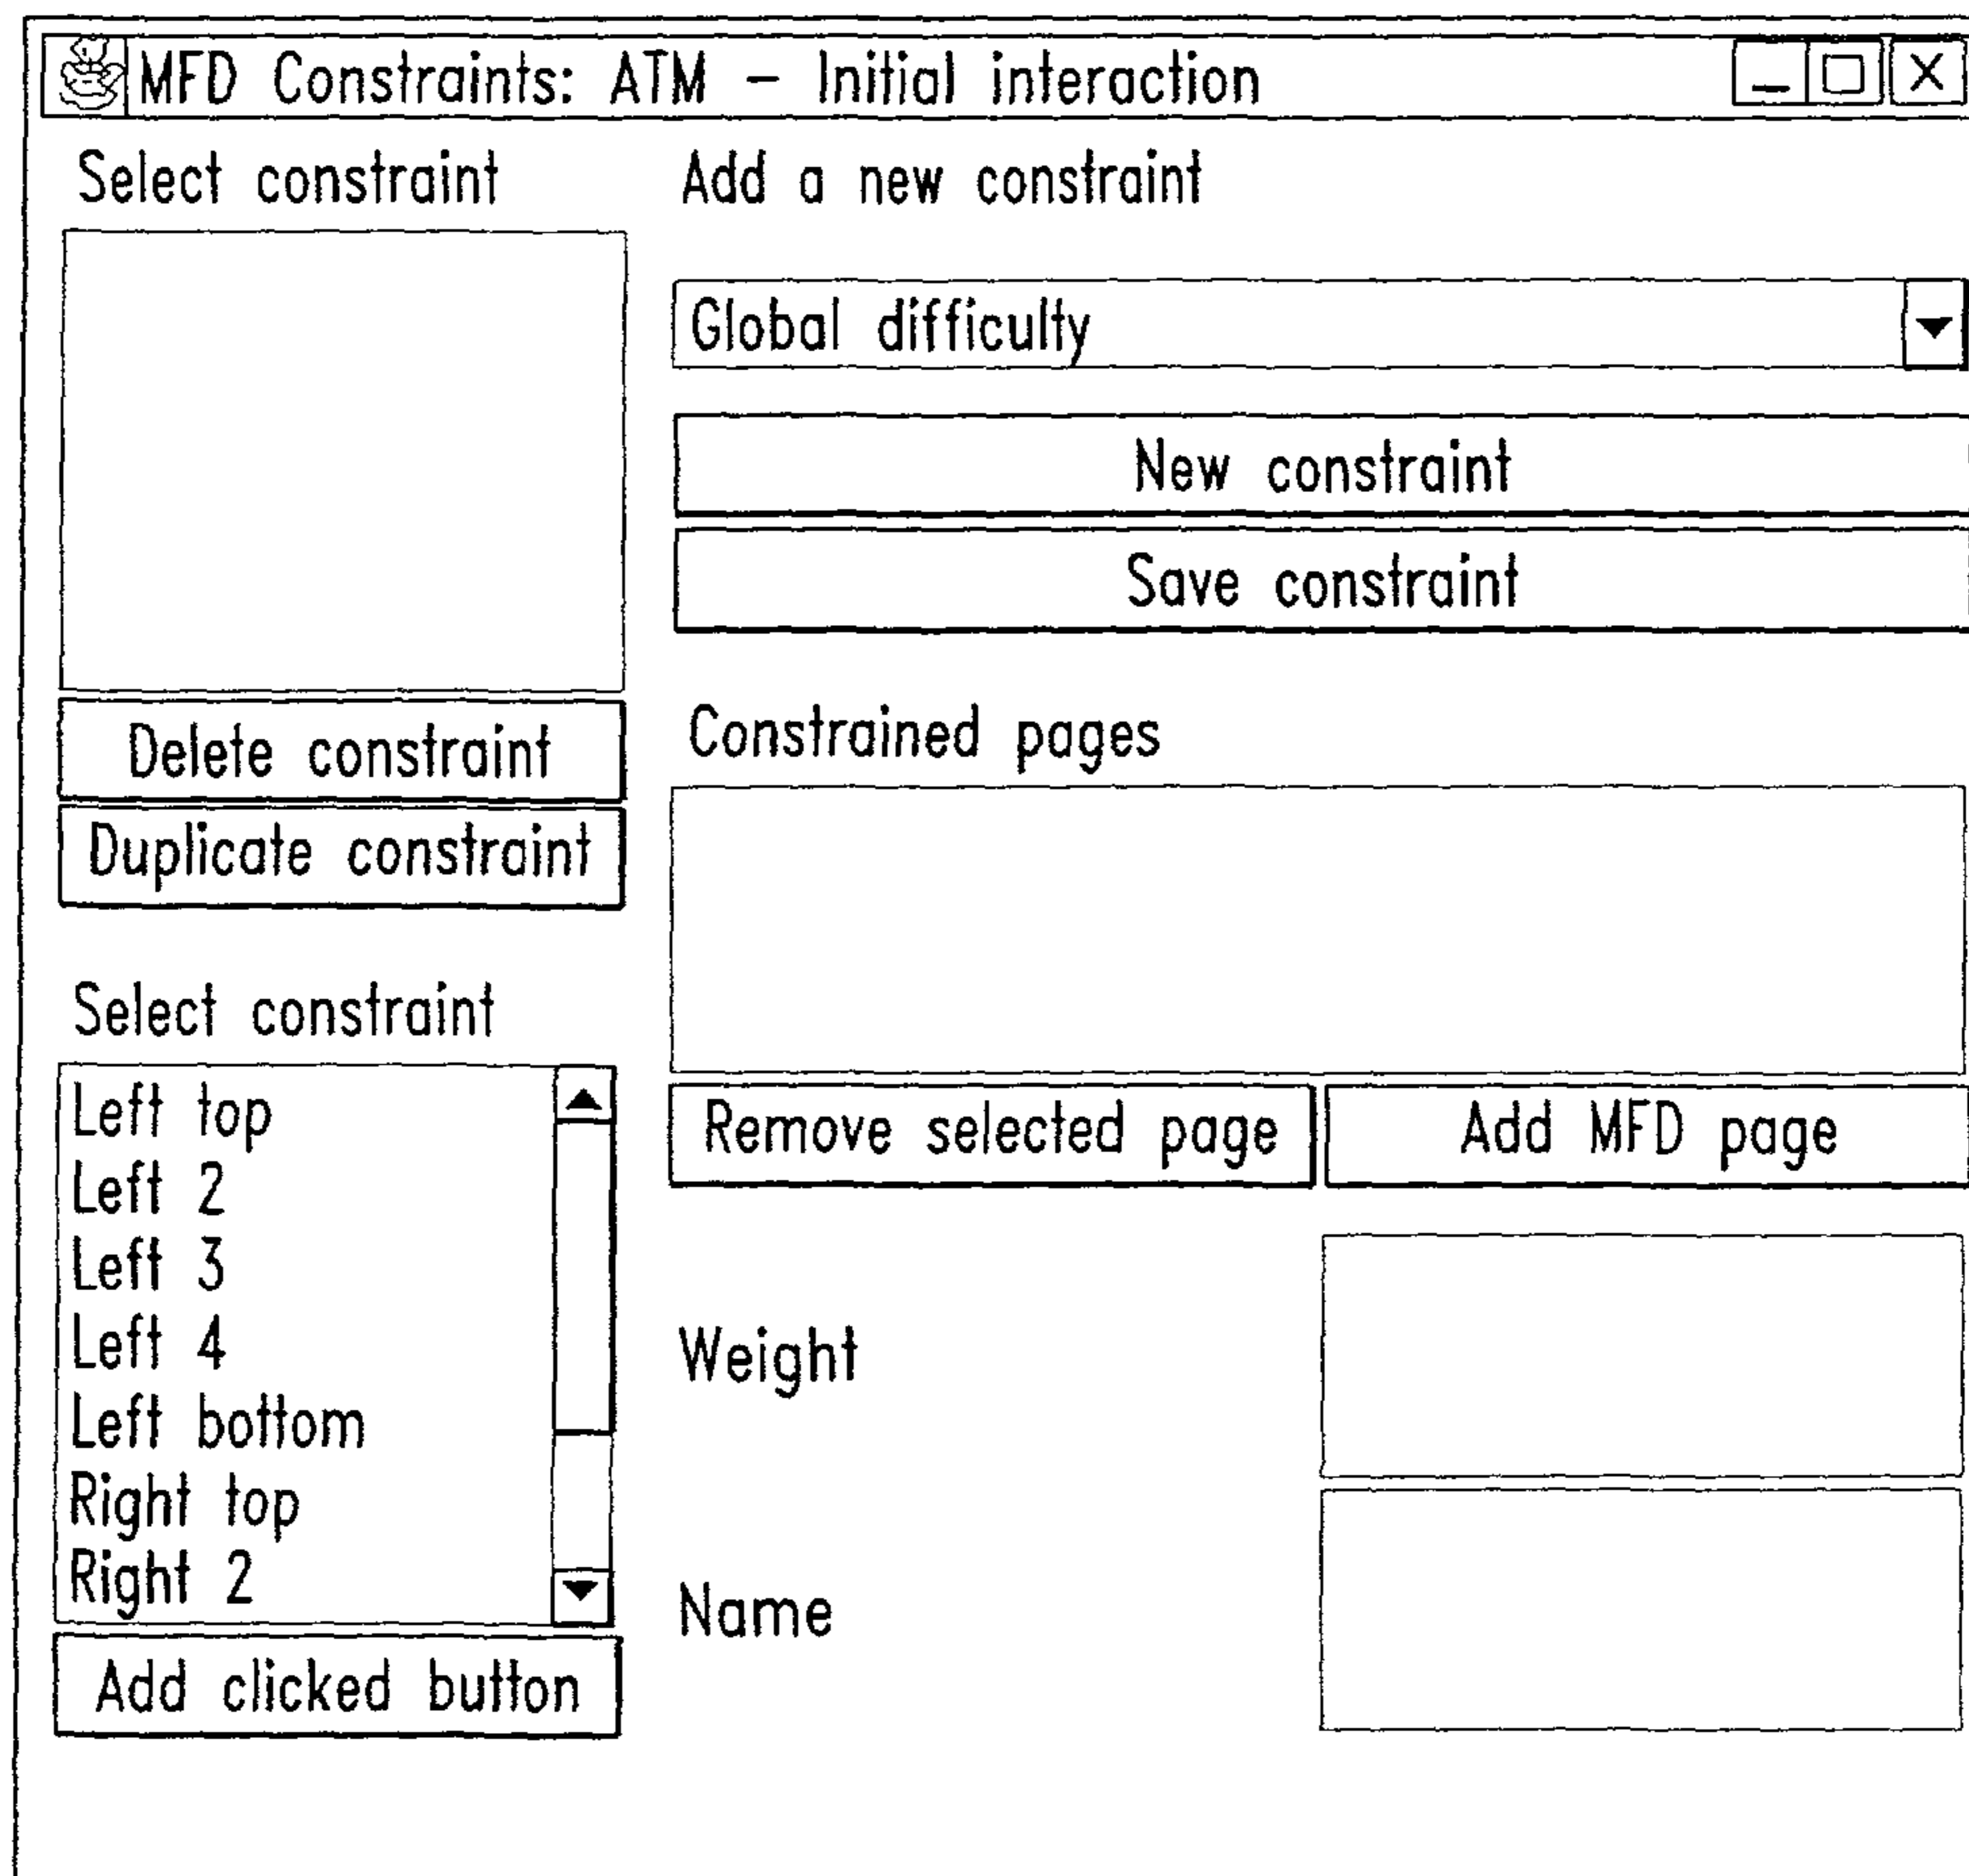 MFD Constraints: ATM – Initial interaction
Select constraint
Delete constraint
Duplicate constraint
Select constraint
Left top
Left 2
Left 3
Left 4
Left bottom
Right top
Right 2
Add clicked button
Add a new constraint
Global difficulty
New constraint
Save constraint
Constrained pages
Remove selected page
Add MFD page
Weight
Name